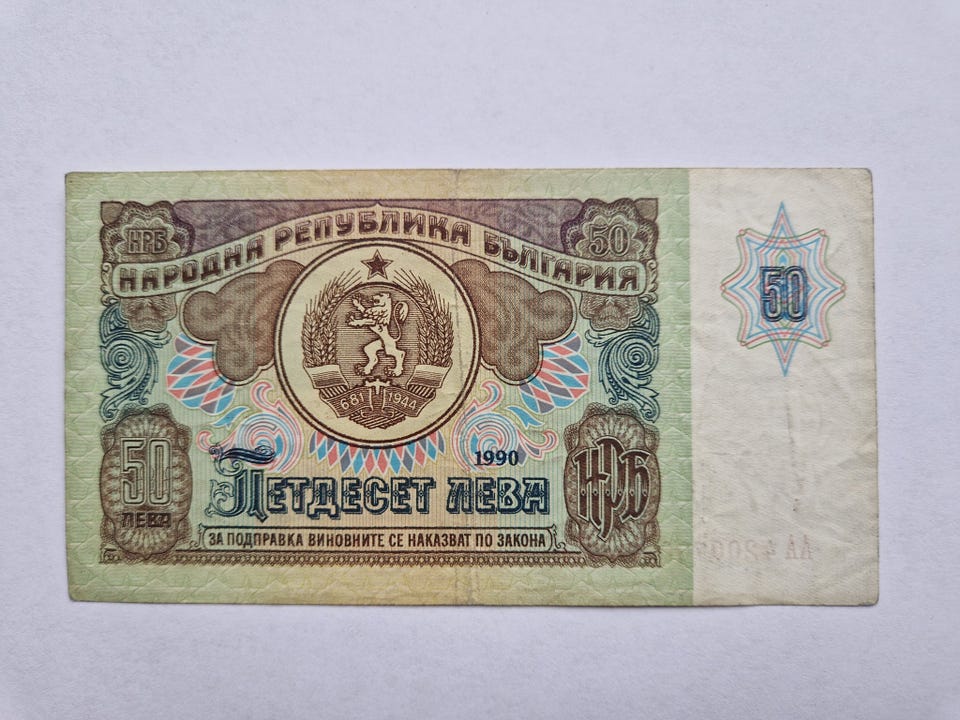 НРБ
50
НАРОДНА РЕПУБЛИКА БЪЛГАРИЯ
50
681 1944
1990
50
ЛЕВА
ПЕТДЕСЕТ ЛЕВА
НРБ
ЗА ПОДПРАВКА ВИНОВНИТЕ СЕ НАКАЗВАТ ПО ЗАКОНА